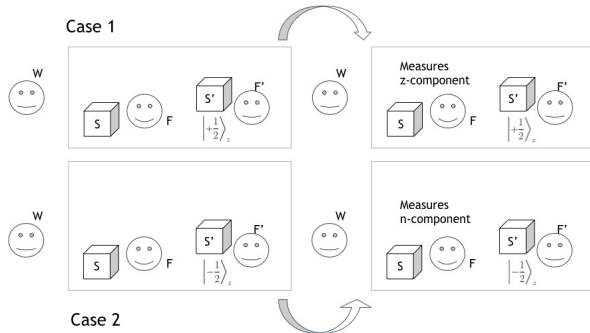 Case 1
W
S
F
S'
F'
|+1/2⟩z
W
Measures
z-component
S
F
S'
F'
|+1/2⟩z
W
S
F
S'
F'
|-1/2⟩z
W
Measures
n-component
S
F
S'
F'
|-1/2⟩z
Case 2